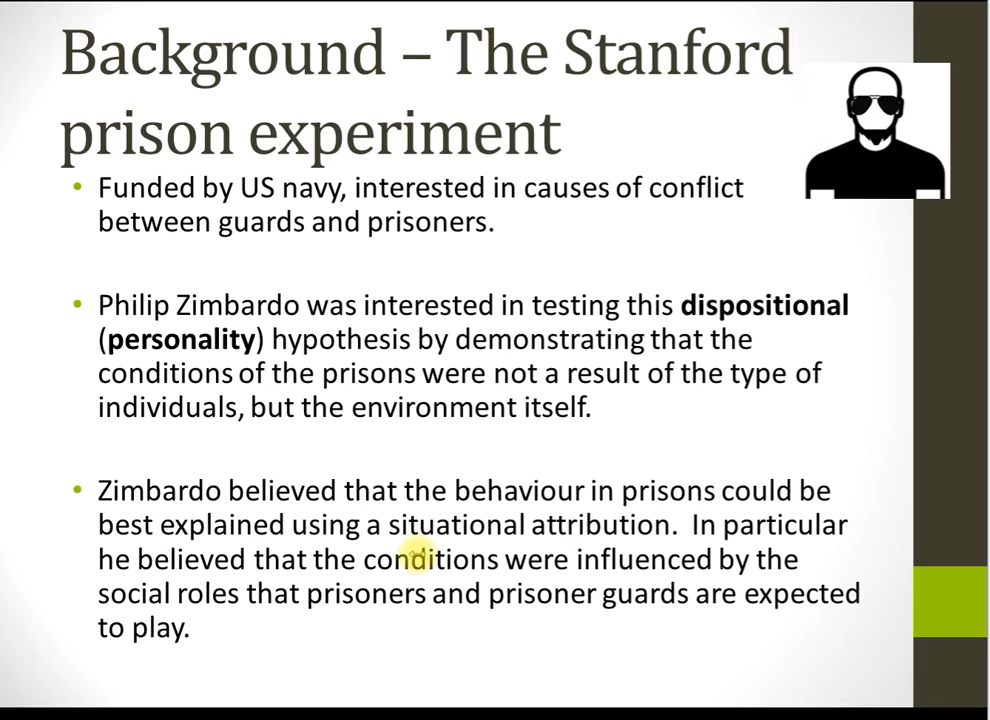 Background – The Stanford
prison experiment
• Funded by US navy, interested in causes of conflict
between guards and prisoners.
• Philip Zimbardo was interested in testing this dispositional
(personality) hypothesis by demonstrating that the
conditions of the prisons were not a result of the type of
individuals, but the environment itself.
• Zimbardo believed that the behaviour in prisons could be
best explained using a situational attribution.  In particular
he believed that the conditions were influenced by the
social roles that prisoners and prisoner guards are expected
to play.